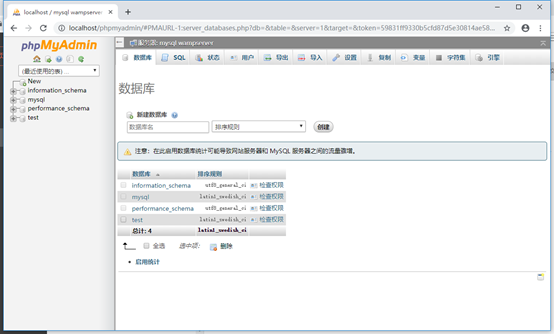 localhost / mysql wampserver
localhost/phpmyadmin/#PMAURL-1:server_databases.php?db=&table=&server=1&target=&token=59831ff9330b5cfd87d5e30814ae58...
phpMyAdmin
(最近使用的表) ...
New
information_schema
mysql
performance_schema
test
服务器: mysql wampserver
数据库 SQL 状态 用户 导出 导入 设置 复制 变量 字符集 引擎
数据库
新建数据库
数据库名 排序规则 创建
注意：在此启用数据库统计可能导致网站服务器和 MySQL 服务器之间的流量骤增。
数据库 排序规则
information_schema utf8_general_ci 检查权限
mysql latin1_swedish_ci 检查权限
performance_schema utf8_general_ci 检查权限
test latin1_swedish_ci 检查权限
总计: 4 latin1_swedish_ci
全选 选中项: 删除
启用统计